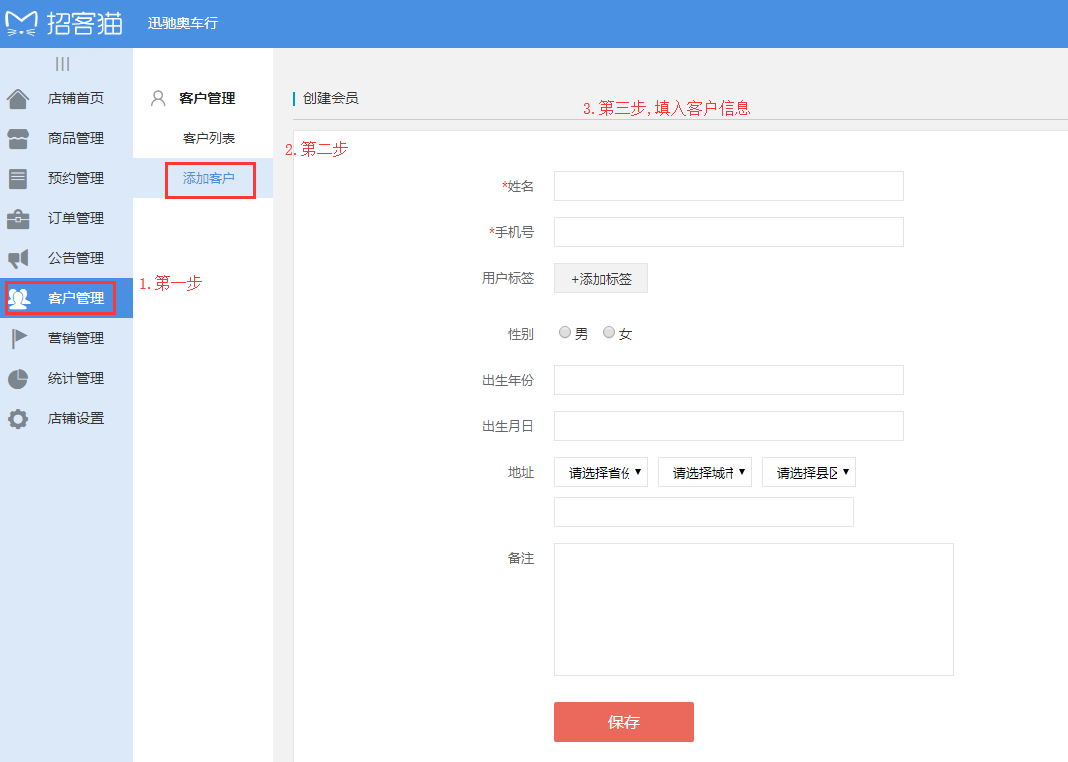 招客猫
迅驰奥车行
店铺首页
商品管理
预约管理
订单管理
公告管理
客户管理
营销管理
统计管理
店铺设置
1.第一步
客户管理
客户列表
添加客户
2.第二步
创建会员
3.第三步,填入客户信息
*姓名
*手机号
用户标签 +添加标签
性别 男 女
出生年份
出生月日
地址 请选择省份 请选择城市 请选择县区
备注
保存